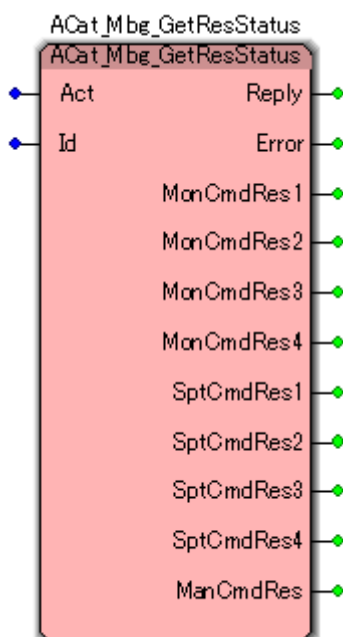 ACat_Mbg_GetResStatus
ACat_Mbg_GetResStatus
Act Reply
Id Error
MonCmdRes1
MonCmdRes2
MonCmdRes3
MonCmdRes4
SptCmdRes1
SptCmdRes2
SptCmdRes3
SptCmdRes4
ManCmdRes